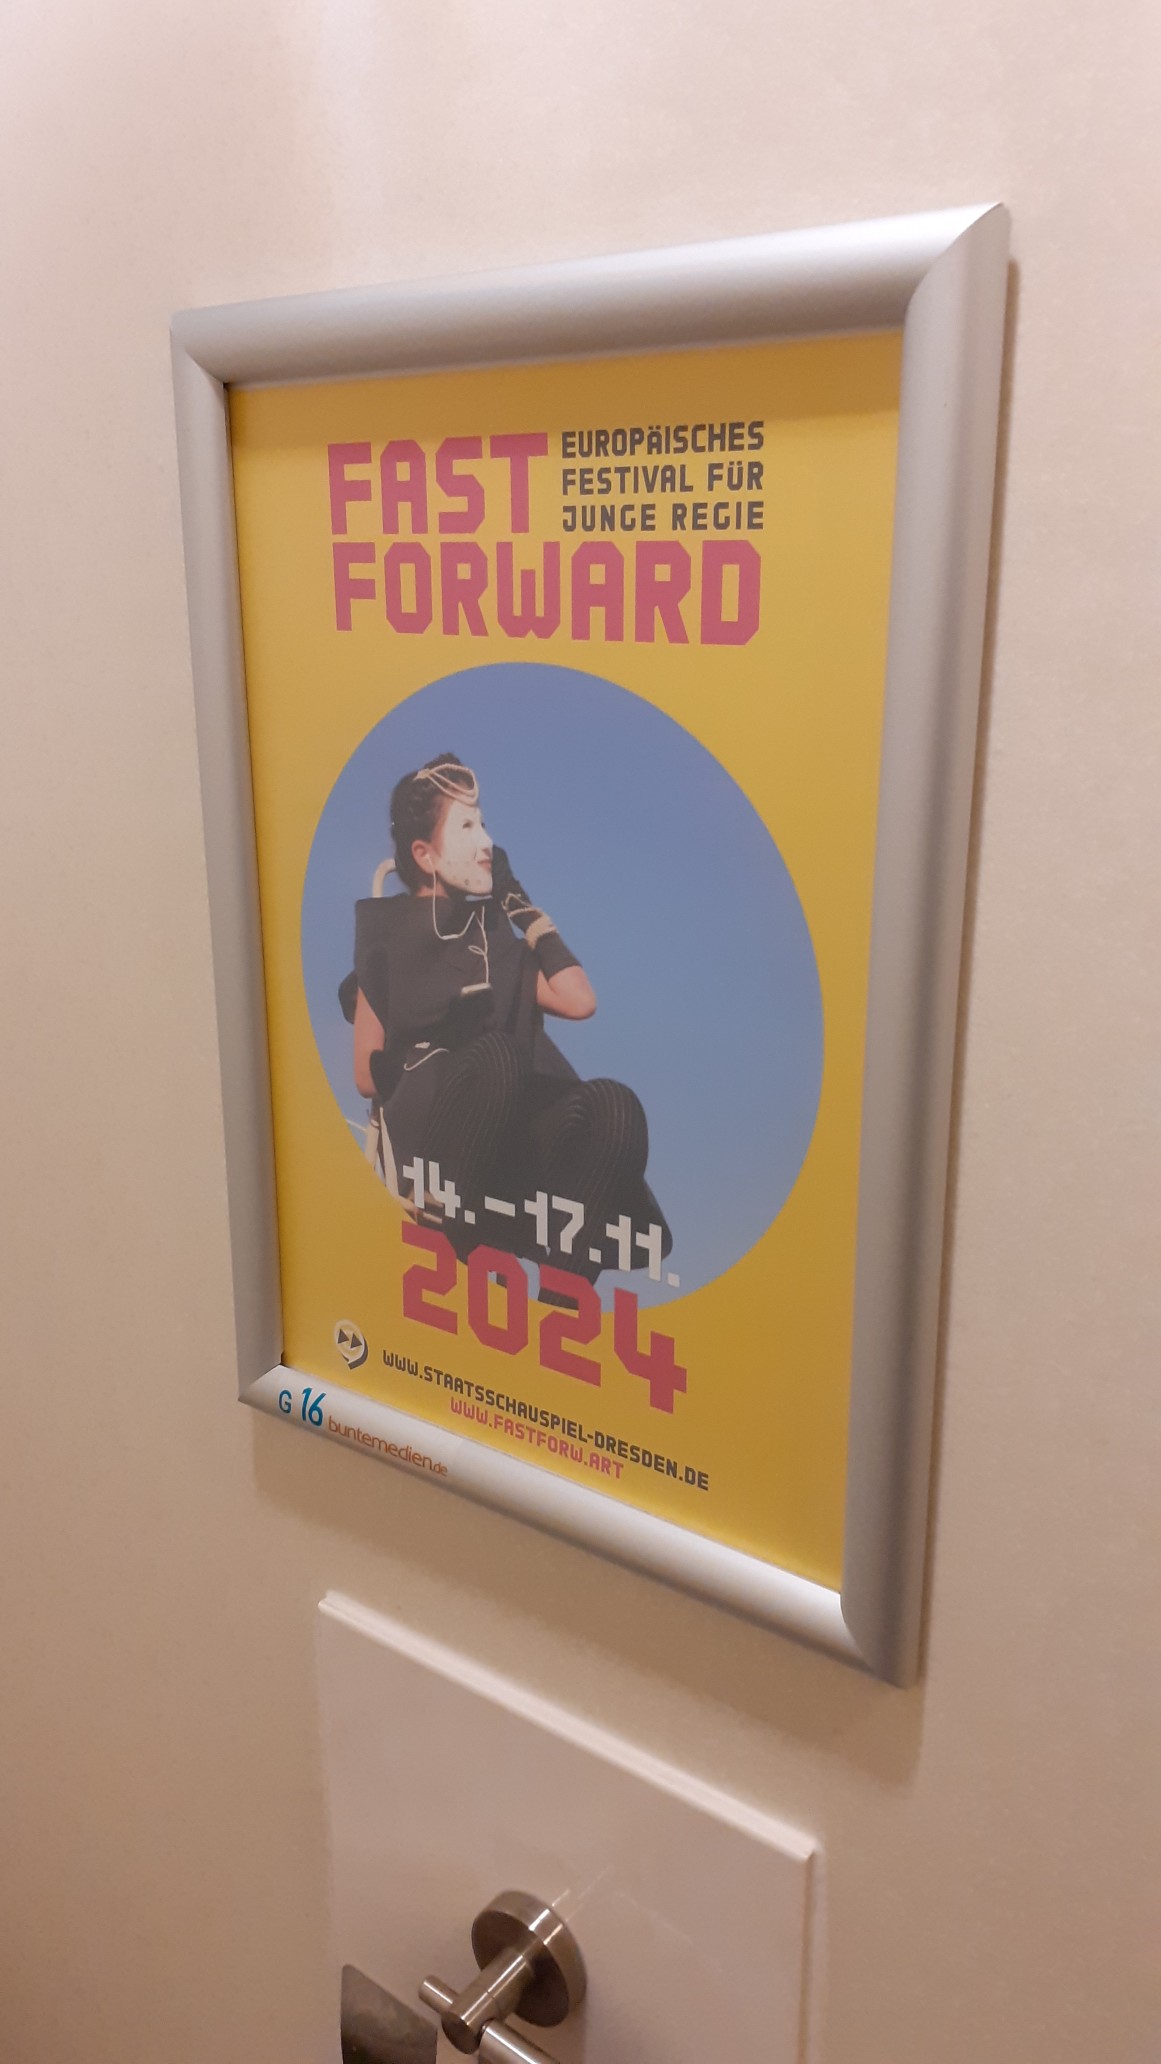 FAST
EUROPÄISCHES
FESTIVAL FÜR
JUNGE REGIE
FORWARD
14.-17.11.
2024
WWW.STAATSSCHAUSPIEL-DRESDEN.DE
WWW.FASTFORW.ART
G 16 buntemedien.de